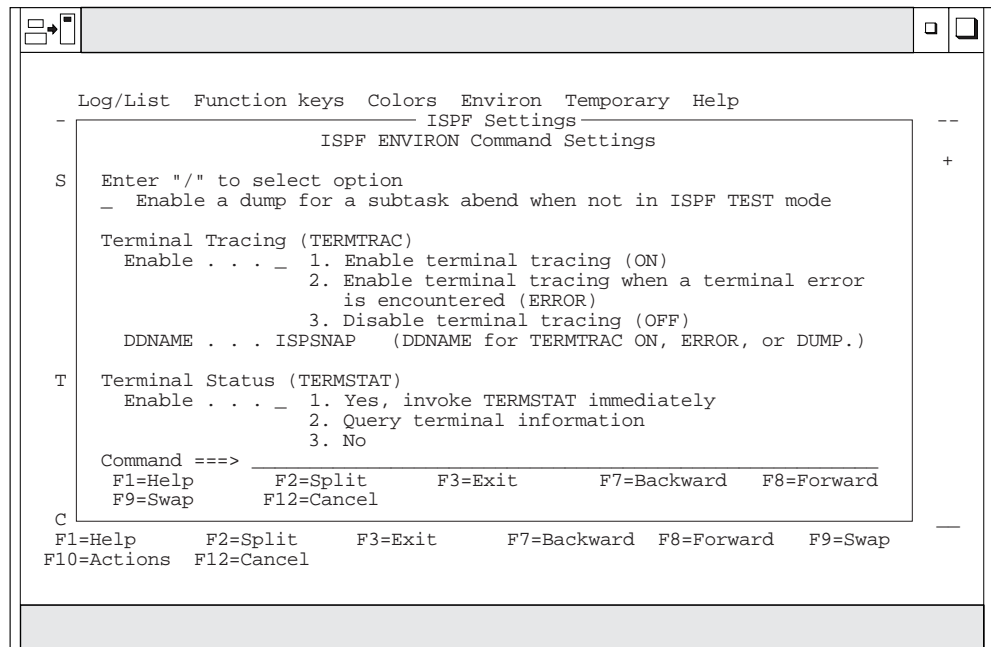 Log/List Function keys Colors Environ Temporary Help
- ISPF Settings --
ISPF ENVIRON Command Settings
+
S Enter "/" to select option
_ Enable a dump for a subtask abend when not in ISPF TEST mode
Terminal Tracing (TERMTRAC)
Enable . . . _ 1. Enable terminal tracing (ON)
2. Enable terminal tracing when a terminal error
is encountered (ERROR)
3. Disable terminal tracing (OFF)
DDNAME . . . ISPSNAP (DDNAME for TERMTRAC ON, ERROR, or DUMP.)
T Terminal Status (TERMSTAT)
Enable . . . _ 1. Yes, invoke TERMSTAT immediately
2. Query terminal information
3. No
Command ===> ______________________________________________________
F1=Help F2=Split F3=Exit F7=Backward F8=Forward
F9=Swap F12=Cancel
C __
F1=Help F2=Split F3=Exit F7=Backward F8=Forward F9=Swap
F10=Actions F12=Cancel